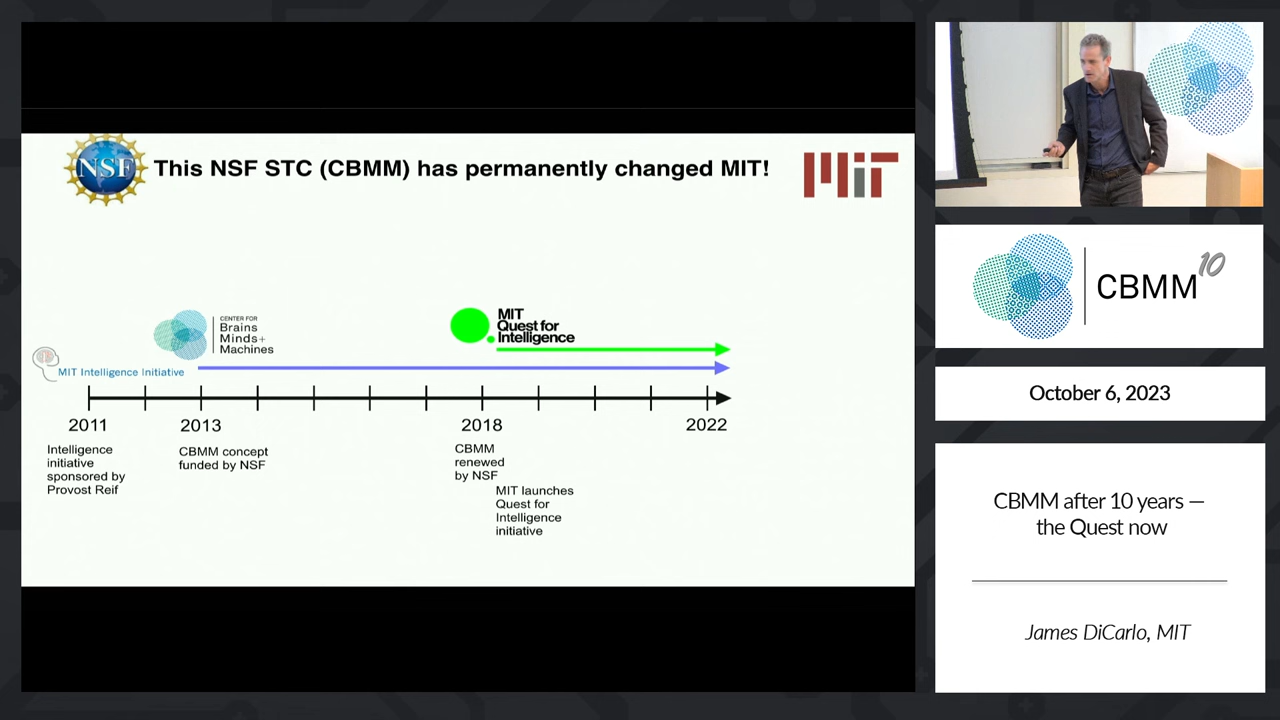 NSF
This NSF STC (CBMM) has permanently changed MIT!
MIT
CENTER FOR
Brains
Minds+
Machines
MIT
Quest for
Intelligence
MIT Intelligence Initiative
2011
2013
2018
2022
Intelligence
initiative
sponsored by
Provost Reif
CBMM concept
funded by NSF
CBMM
renewed
by NSF
MIT launches
Quest for
Intelligence
initiative
CBMM 10
October 6, 2023
CBMM after 10 years —
the Quest now
James DiCarlo, MIT